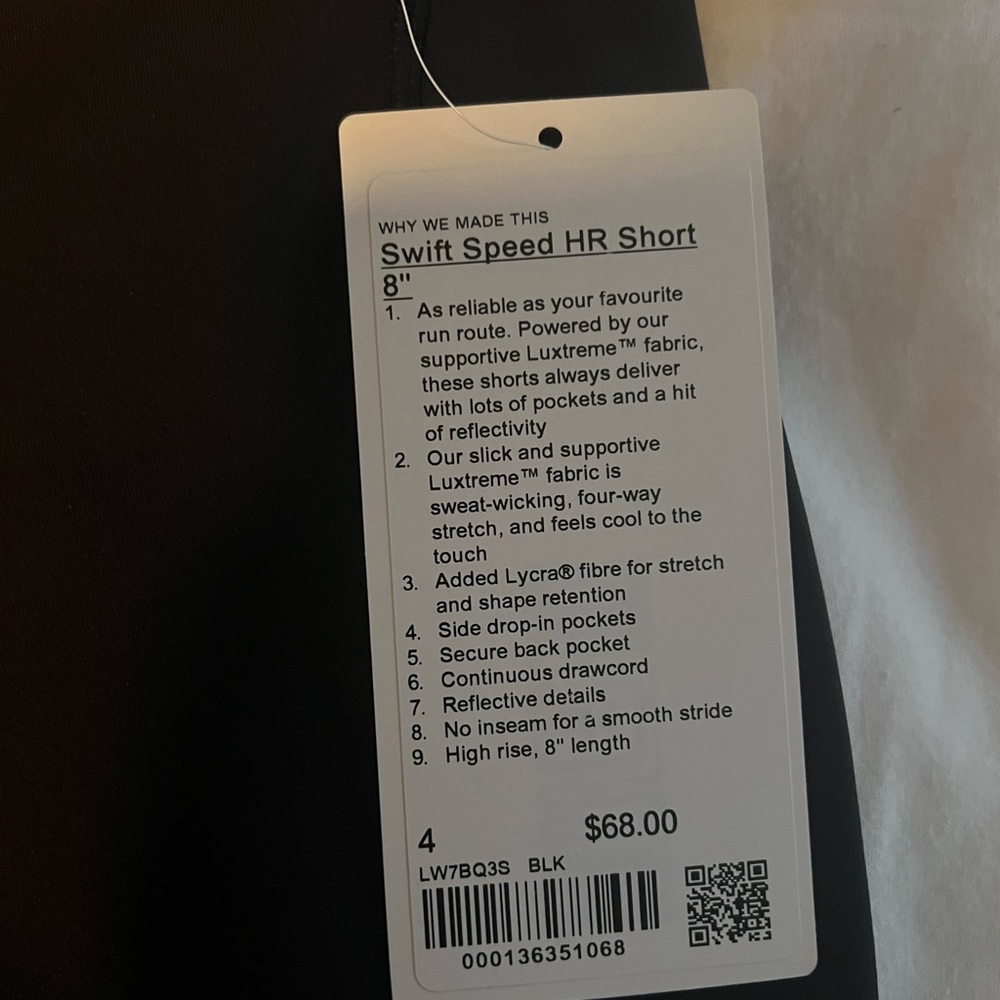 WHY WE MADE THIS
Swift Speed HR Short
8"
1. As reliable as your favourite
run route. Powered by our
supportive Luxtreme™ fabric,
these shorts always deliver
with lots of pockets and a hit
of reflectivity
2. Our slick and supportive
Luxtreme™ fabric is
sweat-wicking, four-way
stretch, and feels cool to the
touch
3. Added Lycra® fibre for stretch
and shape retention
4. Side drop-in pockets
5. Secure back pocket
6. Continuous drawcord
7. Reflective details
8. No inseam for a smooth stride
9. High rise, 8" length
4 $68.00
LW7BQ3S BLK
000136351068